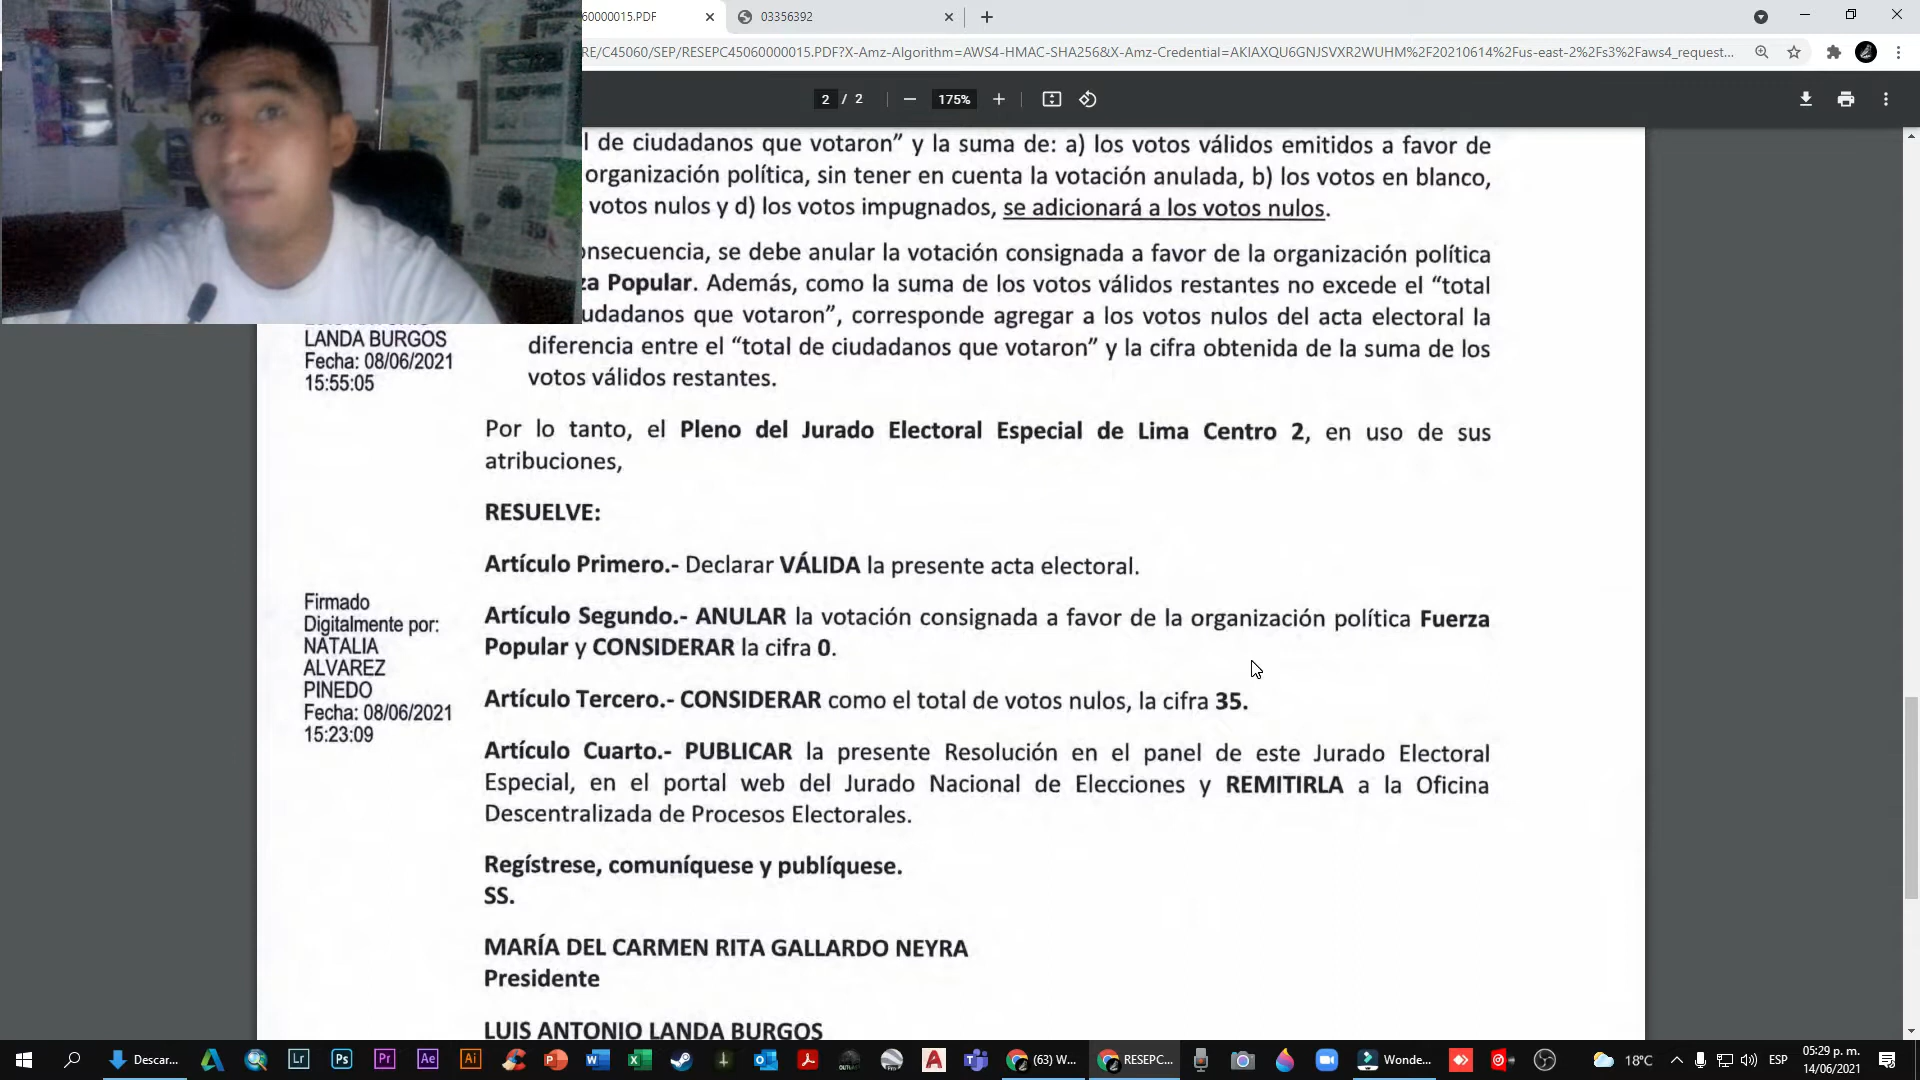 60000015.PDF
03356392
RE/C45060/SEP/RESEPC45060000015.PDF?X-Amz-Algorithm=AWS4-HMAC-SHA256&X-Amz-Credential=AKIAXQU6GNJSVXR2WUHM%2F20210614%2Fus-east-2%2Fs3%2Faws4_request...
2 / 2
175%
l de ciudadanos que votaron” y la suma de: a) los votos válidos emitidos a favor de
organización política, sin tener en cuenta la votación anulada, b) los votos en blanco,
votos nulos y d) los votos impugnados, se adicionará a los votos nulos.
onsecuencia, se debe anular la votación consignada a favor de la organización política
za Popular. Además, como la suma de los votos válidos restantes no excede el “total
udadanos que votaron”, corresponde agregar a los votos nulos del acta electoral la
diferencia entre el “total de ciudadanos que votaron” y la cifra obtenida de la suma de los
votos válidos restantes.
LANDA BURGOS
Fecha: 08/06/2021
15:55:05
Por lo tanto, el Pleno del Jurado Electoral Especial de Lima Centro 2, en uso de sus
atribuciones,
RESUELVE:
Artículo Primero.- Declarar VÁLIDA la presente acta electoral.
Firmado
Digitalmente por:
NATALIA
ALVAREZ
PINEDO
Fecha: 08/06/2021
15:23:09
Artículo Segundo.- ANULAR la votación consignada a favor de la organización política Fuerza
Popular y CONSIDERAR la cifra 0.
Artículo Tercero.- CONSIDERAR como el total de votos nulos, la cifra 35.
Artículo Cuarto.- PUBLICAR la presente Resolución en el panel de este Jurado Electoral
Especial, en el portal web del Jurado Nacional de Elecciones y REMITIRLA a la Oficina
Descentralizada de Procesos Electorales.
Regístrese, comuníquese y publíquese.
SS.
MARÍA DEL CARMEN RITA GALLARDO NEYRA
Presidente
LUIS ANTONIO LANDA BURGOS
Descar...
Lr
Ps
Pr
Ae
Ai
(63) W...
RESEPC...
Wonde...
18°C
ESP
05:29 p. m.
14/06/2021